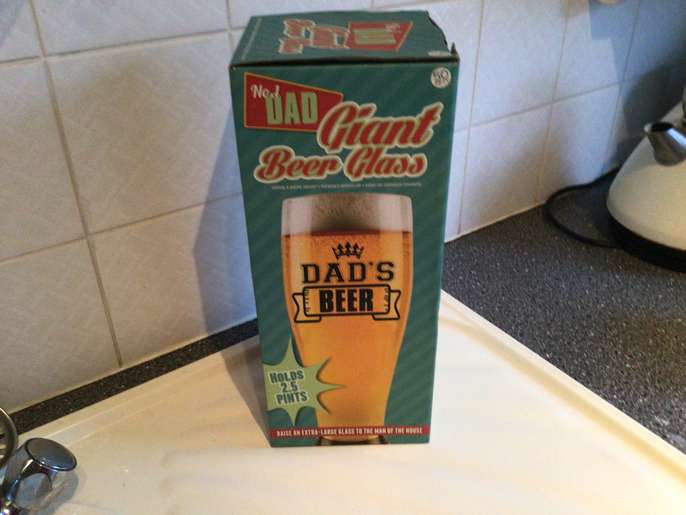 No.1
DAD
Giant
Beer Glass
DAD'S
BEER
HOLDS
2.5
PINTS
RAISE AN EXTRA-LARGE GLASS TO THE MAN OF THE HOUSE